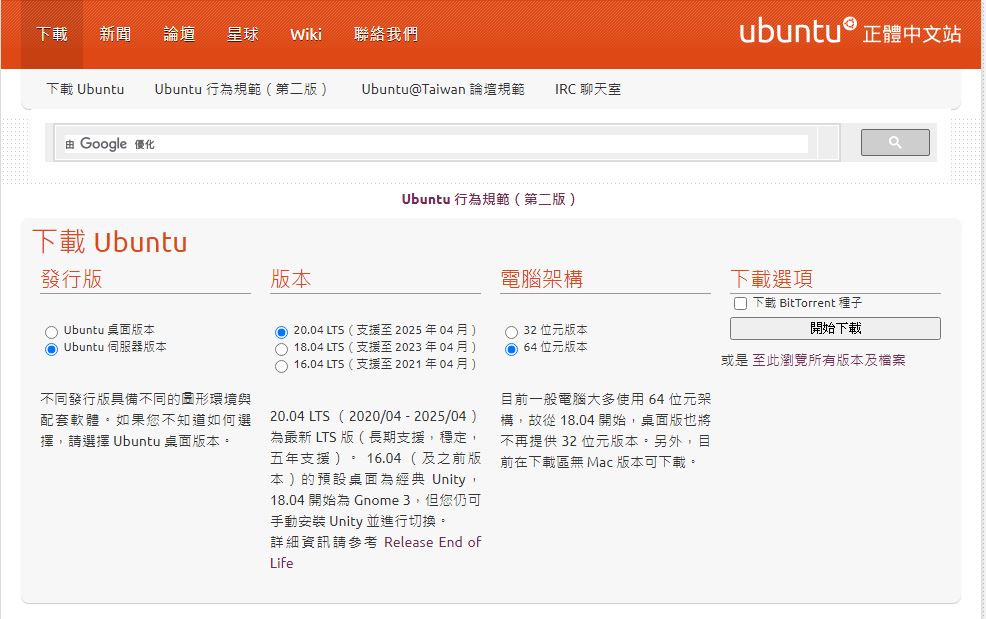 下載 新聞 論壇 星球 Wiki 聯絡我們 ubuntu 正體中文站
下載 Ubuntu Ubuntu 行為規範（第二版） Ubuntu@Taiwan 論壇規範 IRC 聊天室
由 Google 優化
Ubuntu 行為規範（第二版）
下載 Ubuntu
發行版
Ubuntu 桌面版本
Ubuntu 伺服器版本
不同發行版具備不同的圖形環境與
配套軟體。如果您不知道如何選
擇，請選擇 Ubuntu 桌面版本。
版本
20.04 LTS（支援至 2025 年 04 月）
18.04 LTS（支援至 2023 年 04 月）
16.04 LTS（支援至 2021 年 04 月）
20.04 LTS （2020/04 - 2025/04）
為最新 LTS 版（長期支援，穩定，
五年支援）。 16.04 （及之前版
本）的預設桌面為經典 Unity，
18.04 開始為 Gnome 3，但您仍可
手動安裝 Unity 並進行切換。
詳細資訊請參考 Release End of
Life
電腦架構
32 位元版本
64 位元版本
目前一般電腦大多使用 64 位元架
構，故從 18.04 開始，桌面版也將
不再提供 32 位元版本。另外，目
前在下載區無 Mac 版本可下載。
下載選項
下載 BitTorrent 種子
開始下載
或是 至此瀏覽所有版本及檔案